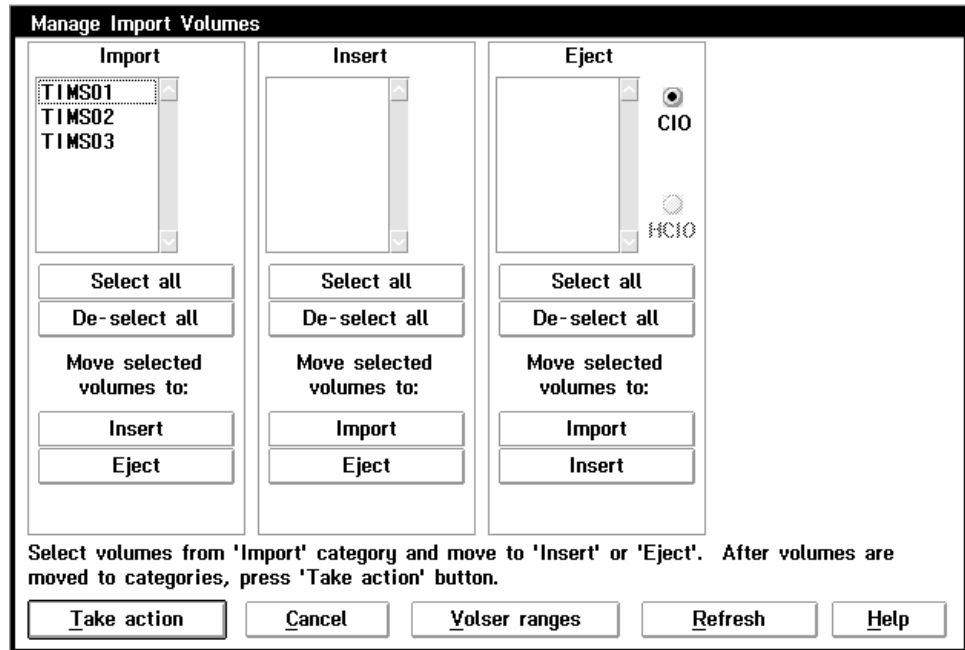 Manage Import Volumes
Import
Insert
Eject
TIMS01
TIMS02
TIMS03
CIO
HCIO
Select all
Select all
Select all
De-select all
De-select all
De-select all
Move selected
volumes to:
Move selected
volumes to:
Move selected
volumes to:
Insert
Import
Import
Eject
Eject
Insert
Select volumes from 'Import' category and move to 'Insert' or 'Eject'. After volumes are
moved to categories, press 'Take action' button.
Take action
Cancel
Volser ranges
Refresh
Help